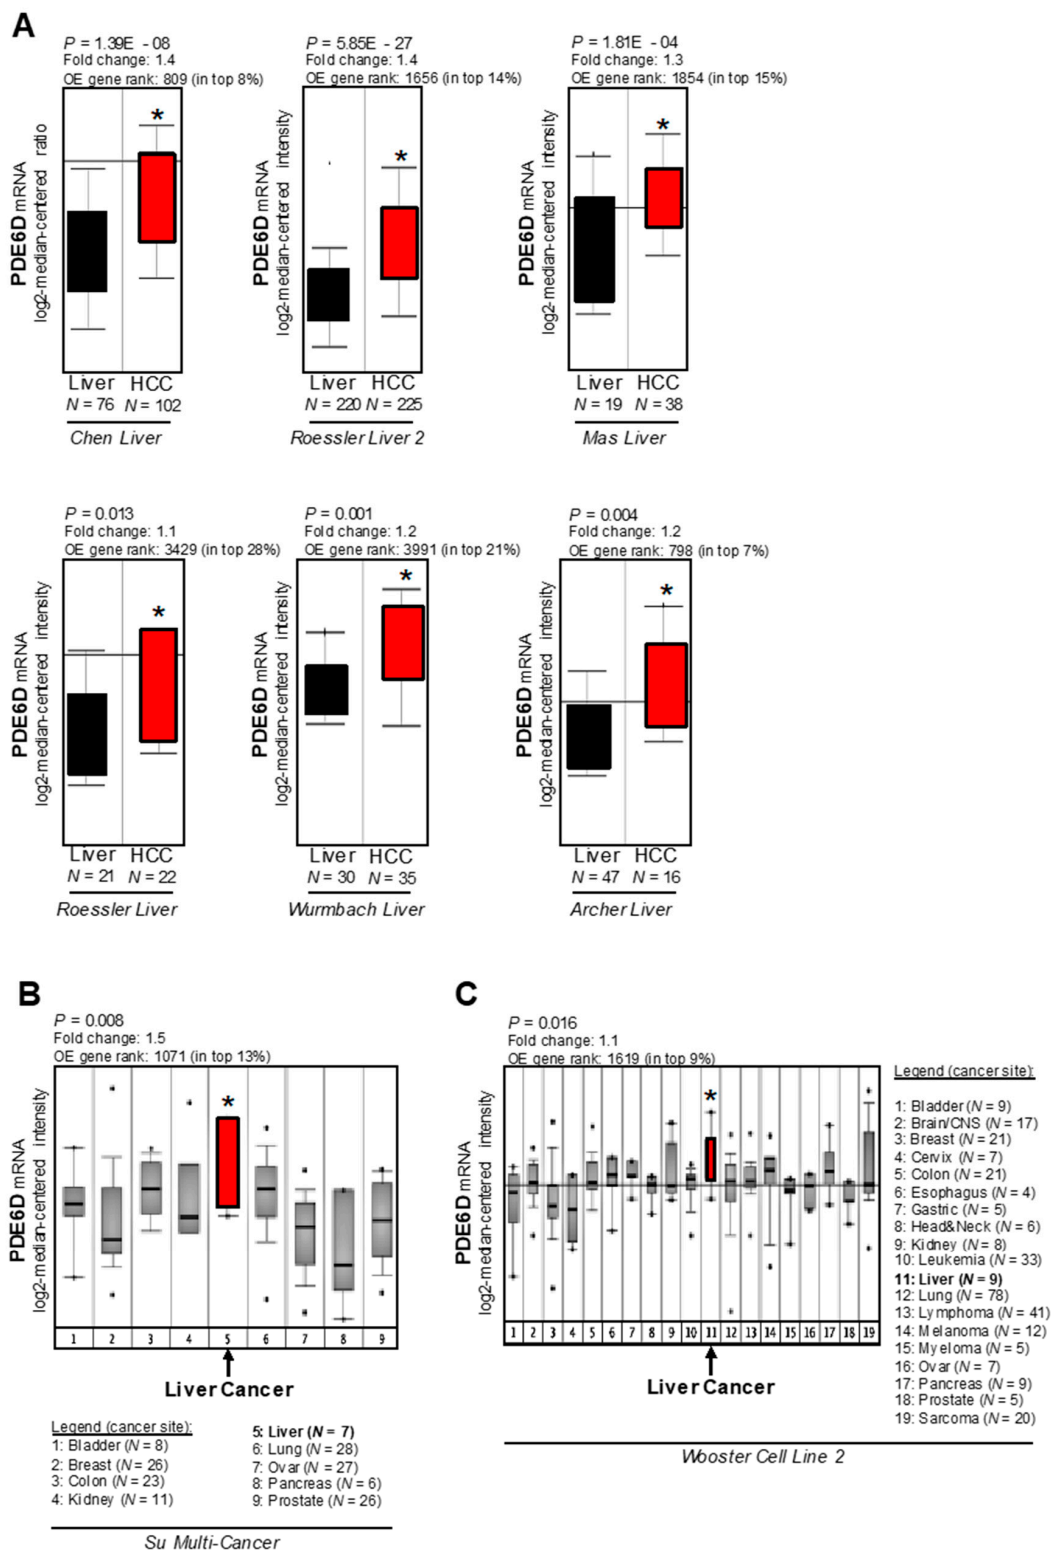 A
P = 1.39E - 08
Fold change: 1.4
OE gene rank: 809 (in top 8%)
PDE6D mRNA
log2-median-centered ratio
*
Liver HCC
N = 76 N = 102
Chen Liver
P = 5.85E - 27
Fold change: 1.4
OE gene rank: 1656 (in top 14%)
PDE6D mRNA
log2-median-centered intensity
*
Liver HCC
N = 220 N = 225
Roessler Liver 2
P = 1.81E - 04
Fold change: 1.3
OE gene rank: 1854 (in top 15%)
PDE6D mRNA
log2-median-centered intensity
*
Liver HCC
N = 19 N = 38
Mas Liver
P = 0.013
Fold change: 1.1
OE gene rank: 3429 (in top 28%)
PDE6D mRNA
log2-median-centered intensity
*
Liver HCC
N = 21 N = 22
Roessler Liver
P = 0.001
Fold change: 1.2
OE gene rank: 3991 (in top 21%)
PDE6D mRNA
log2-median-centered intensity
*
Liver HCC
N = 30 N = 35
Wurmbach Liver
P = 0.004
Fold change: 1.2
OE gene rank: 798 (in top 7%)
PDE6D mRNA
log2-median-centered intensity
*
Liver HCC
N = 47 N = 16
Archer Liver
B
P = 0.008
Fold change: 1.5
OE gene rank: 1071 (in top 13%)
PDE6D mRNA
log2-median-centered intensity
*
1 2 3 4 5 6 7 8 9
Liver Cancer
Legend (cancer site):
1: Bladder (N = 8)
2: Breast (N = 26)
3: Colon (N = 23)
4: Kidney (N = 11)
5: Liver (N = 7)
6: Lung (N = 28)
7: Ovar (N = 27)
8: Pancreas (N = 6)
9: Prostate (N = 26)
Su Multi-Cancer
C
P = 0.016
Fold change: 1.1
OE gene rank: 1619 (in top 9%)
PDE6D mRNA
log2-median-centered intensity
*
1 2 3 4 5 6 7 8 9 10 11 12 13 14 15 16 17 18 19
Liver Cancer
Legend (cancer site):
1: Bladder (N = 9)
2: Brain/CNS (N = 17)
3: Breast (N = 21)
4: Cervix (N = 7)
5: Colon (N = 21)
6: Esophagus (N = 4)
7: Gastric (N = 5)
8: Head&Neck (N = 6)
9: Kidney (N = 8)
10: Leukemia (N = 33)
11: Liver (N = 9)
12: Lung (N = 78)
13: Lymphoma (N = 41)
14: Melanoma (N = 12)
15: Myeloma (N = 5)
16: Ovar (N = 7)
17: Pancreas (N = 9)
18: Prostate (N = 5)
19: Sarcoma (N = 20)
Wooster Cell Line 2